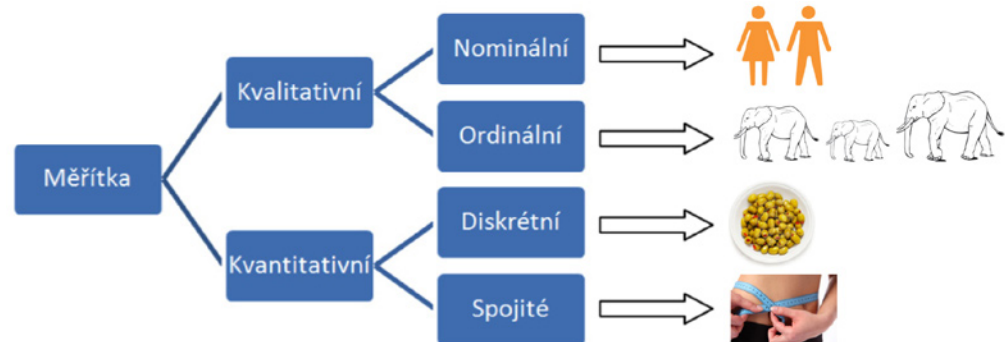 Měřítka
Kvalitativní
Nominální
Ordinální
Kvantitativní
Diskrétní
Spojité